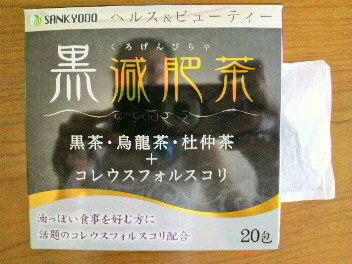 SANKYODO ヘルス&ビューティー
くろげんぴちゃ
黒減肥茶
黒茶・烏龍茶・杜仲茶
+
コレウスフォルスコリ
油っぽい食事を好む方に
話題のコレウスフォルスコリ配合
20包